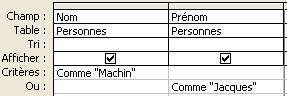 Champ : Nom Prénom
Table : Personnes Personnes
Tri :
Afficher :
Critères : Comme "Machin"
Ou : Comme "Jacques"